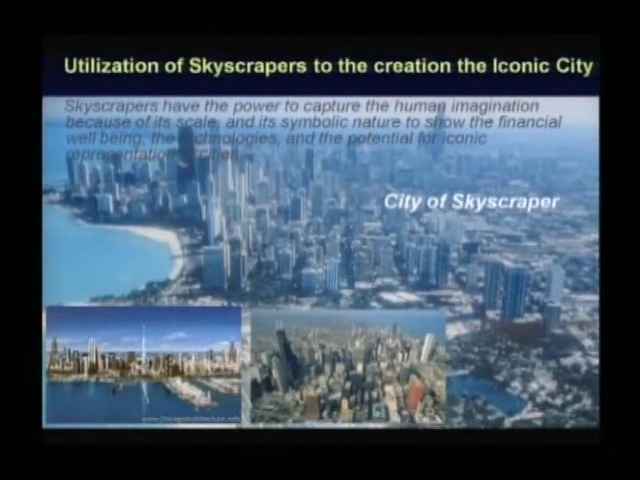 Utilization of Skyscrapers to the creation the Iconic City
Skyscrapers have the power to capture the human imagination
because of its scale, and its symbolic nature to show the financial
well being, the technologies, and the potential for iconic
representation
City of Skyscraper